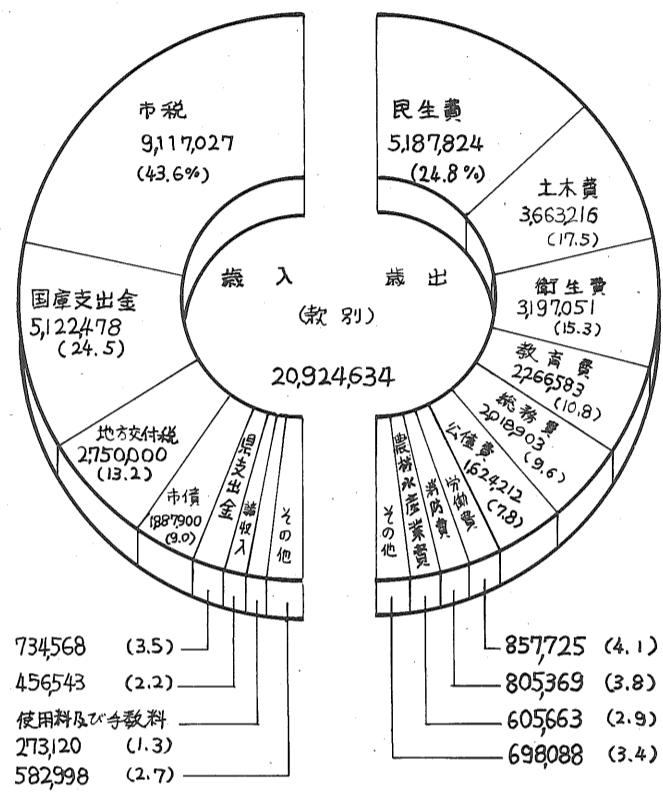 市税
9,117,027
(43.6%)
国庫支出金
5,122,478
(24.5)
地方交付税
2,750,000
(13.2)
市債
1,887,900
(9.0)
県支出金
諸収入
その他
歳入
歳出
(款別)
20,924,634
民生費
5,187,824
(24.8%)
土木費
3,663,216
(17.5)
衛生費
3,197,051
(15.3)
教育費
2,266,583
(10.8)
総務費
2,018,903
(9.6)
公債費
1,624,212
(7.8)
労働費
消防費
農林水産業費
その他
734,568 (3.5)
456,543 (2.2)
使用料及び手数料
273,120 (1.3)
582,998 (2.7)
857,725 (4.1)
805,369 (3.8)
605,663 (2.9)
698,088 (3.4)